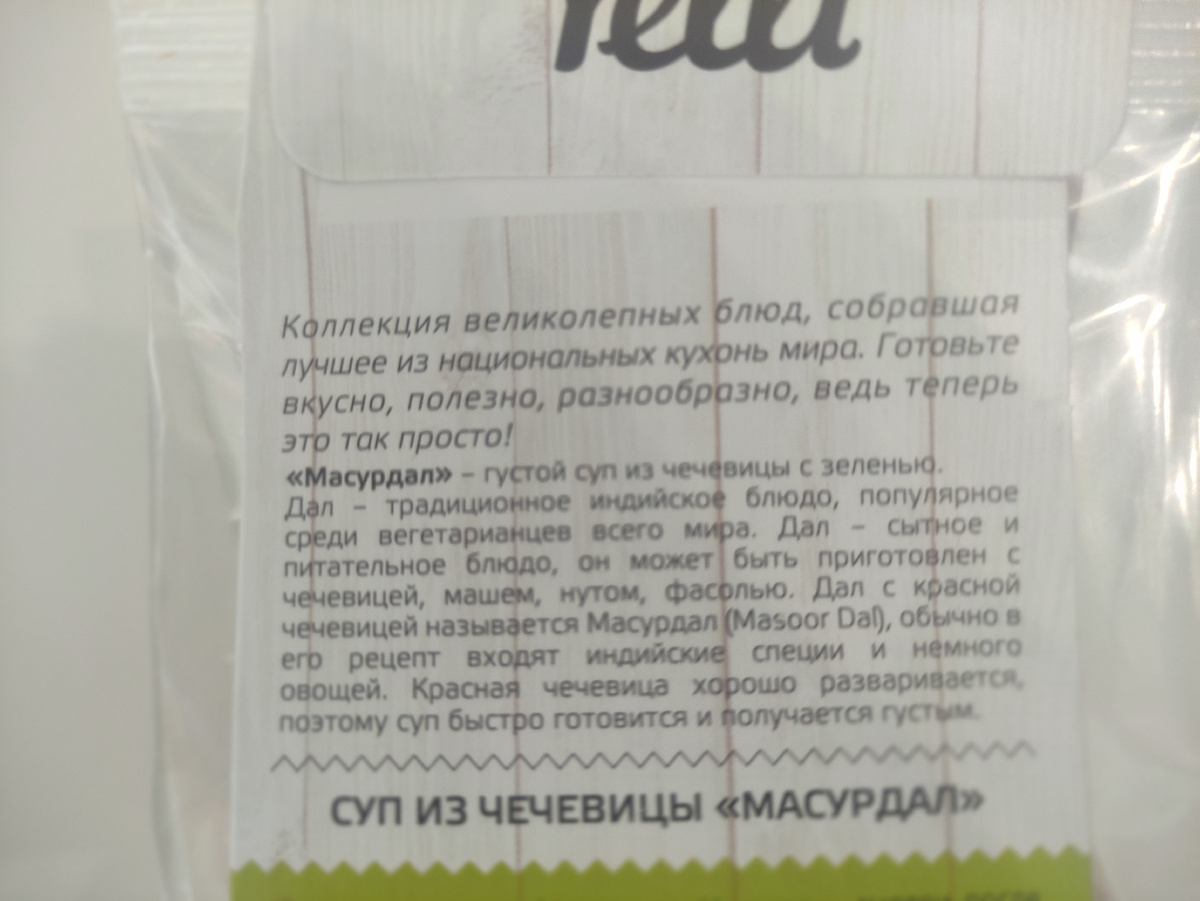 Коллекция великолепных блюд, собравшая
лучшее из национальных кухонь мира. Готовьте
вкусно, полезно, разнообразно, ведь теперь
это так просто!
«Масурдал» – густой суп из чечевицы с зеленью.
Дал – традиционное индийское блюдо, популярное
среди вегетарианцев всего мира. Дал – сытное и
питательное блюдо, он может быть приготовлен с
чечевицей, машем, нутом, фасолью. Дал с красной
чечевицей называется Масурдал (Masoor Dal), обычно в
его рецепт входят индийские специи и немного
овощей. Красная чечевица хорошо разваривается,
поэтому суп быстро готовится и получается густым.
СУП ИЗ ЧЕЧЕВИЦЫ «МАСУРДАЛ»